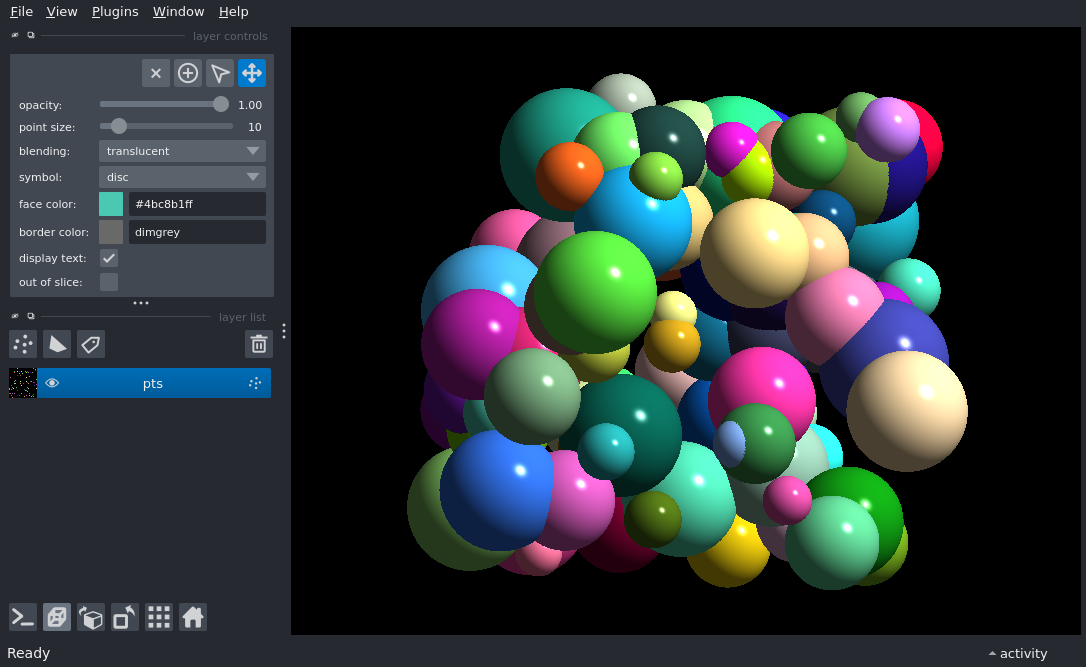 File View Plugins Window Help
layer controls
opacity: 1.00
point size: 10
blending: translucent
symbol: disc
face color: #4bc8b1ff
border color: dimgrey
display text:
out of slice:
layer list
pts
Ready
activity